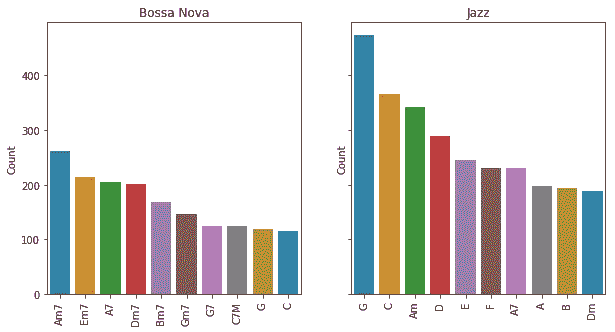 Bossa Nova
Count
400
300
200
100
0
Am7 Em7 A7 Dm7 Bm7 Gm7 G7 C7M G C
Jazz
Count
G C Am D E F A7 A B Dm